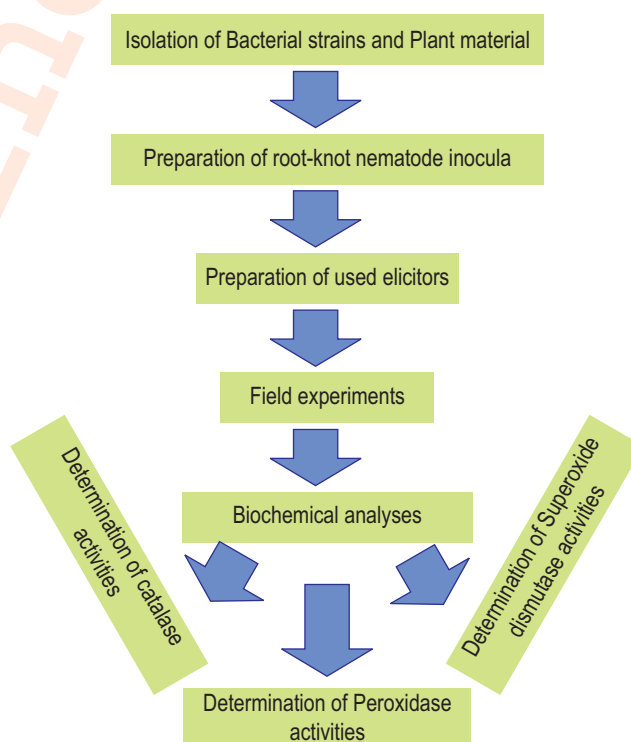 Isolation of Bacterial strains and Plant material
Preparation of root-knot nematode inocula
Preparation of used elicitors
Field experiments
Biochemical analyses
Determination of catalase
activities
Determination of Superoxide
dismutase activities
Determination of Peroxidase
activities